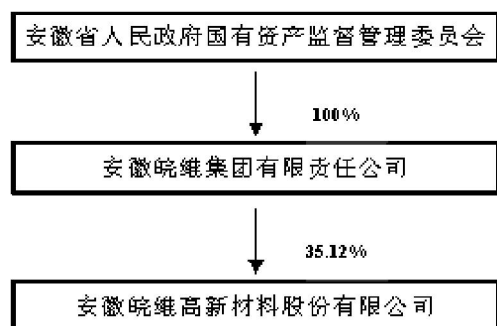 安徽省人民政府国有资产监督管理委员会
100%
安徽皖维集团有限责任公司
35.12%
安徽皖维高新材料股份有限公司